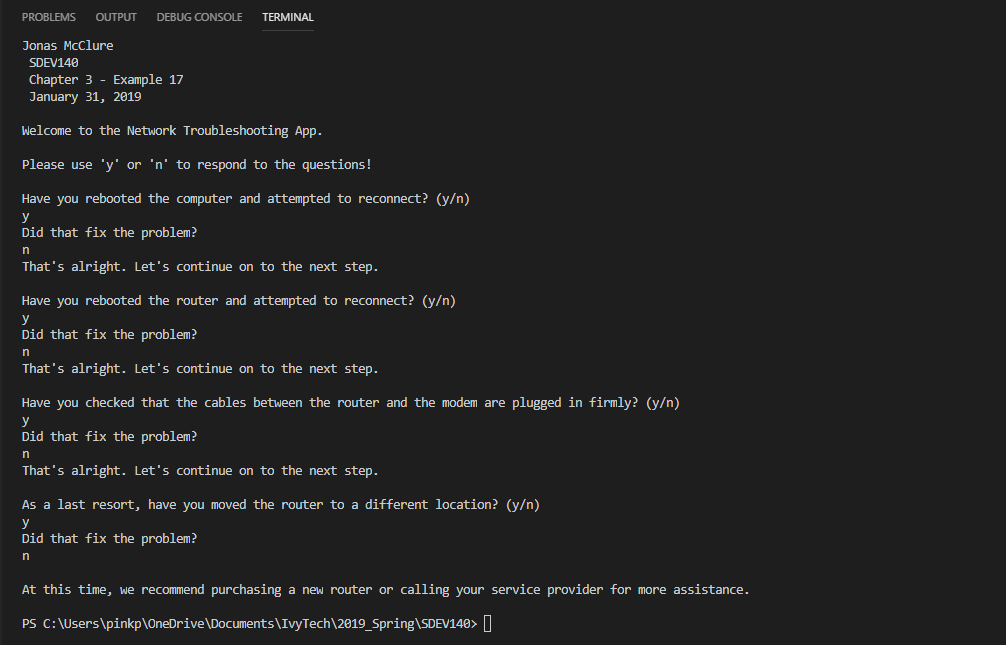 PROBLEMS OUTPUT DEBUG CONSOLE TERMINAL
Jonas McClure
SDEV140
Chapter 3 - Example 17
January 31, 2019
Welcome to the Network Troubleshooting App.
Please use 'y' or 'n' to respond to the questions!
Have you rebooted the computer and attempted to reconnect? (y/n)
y
Did that fix the problem?
n
That's alright. Let's continue on to the next step.
Have you rebooted the router and attempted to reconnect? (y/n)
y
Did that fix the problem?
n
That's alright. Let's continue on to the next step.
Have you checked that the cables between the router and the modem are plugged in firmly? (y/n)
y
Did that fix the problem?
n
That's alright. Let's continue on to the next step.
As a last resort, have you moved the router to a different location? (y/n)
y
Did that fix the problem?
n
At this time, we recommend purchasing a new router or calling your service provider for more assistance.
PS C:\Users\pinkp\OneDrive\Documents\IvyTech\2019_Spring\SDEV140>